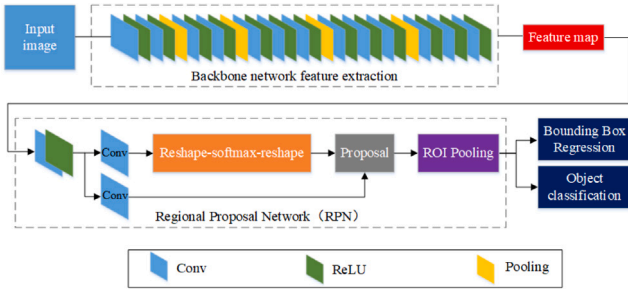 Input
image
Backbone network feature extraction
Feature map
Conv
Reshape-softmax-reshape
Proposal
ROI Pooling
Bounding Box
Regression
Conv
Object
classification
Regional Proposal Network（RPN）
Conv
ReLU
Pooling